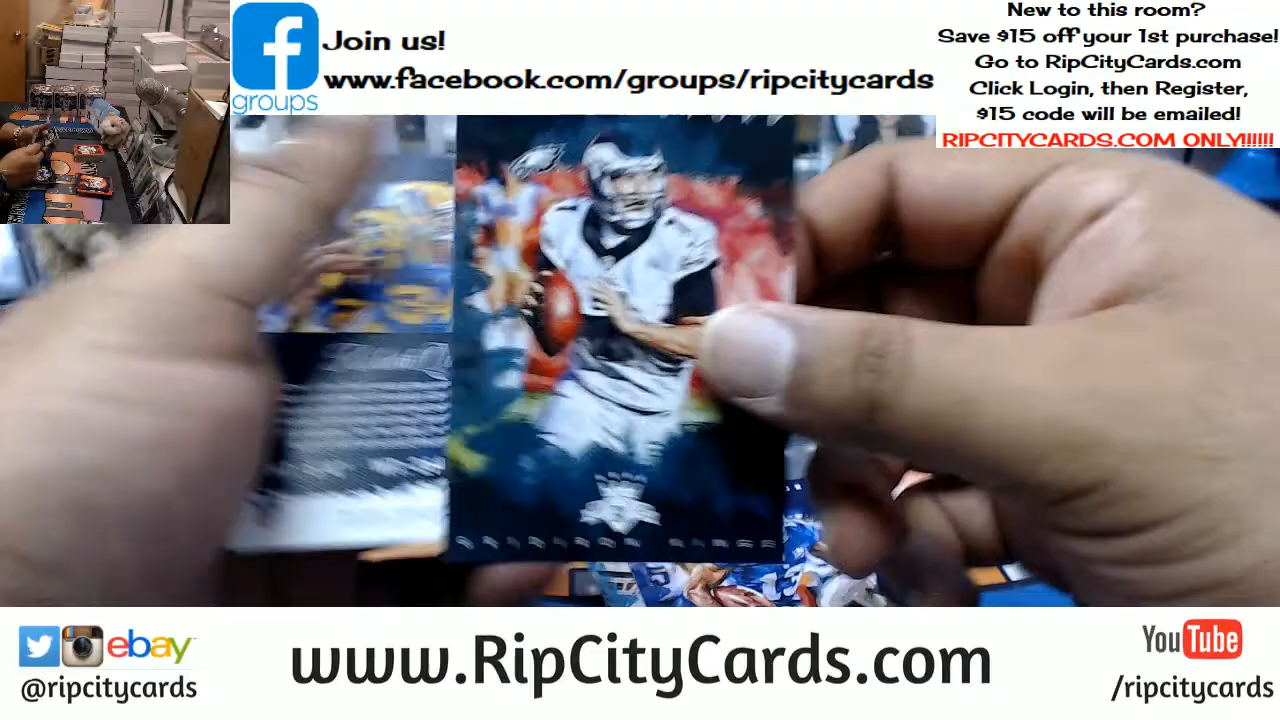 Join us!
www.facebook.com/groups/ripcitycards
groups
New to this room?
Save $15 off your 1st purchase!
Go to RipCityCards.com
Click Login, then Register,
$15 code will be emailed!
RIPCITYCARDS.COM ONLY!!!!!!
ebay
@ripcitycards
www.RipCityCards.com
YouTube
/ripcitycards